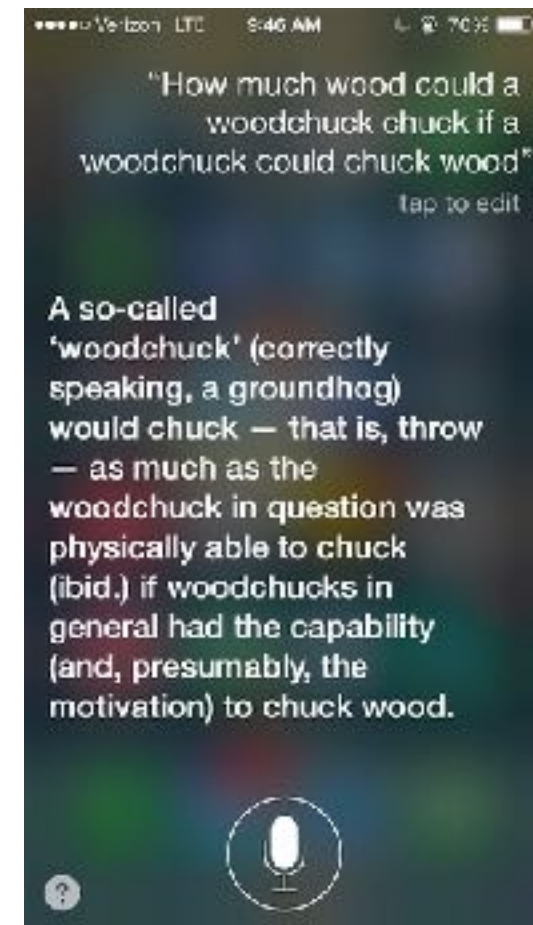 Verizon LTE 9:46 AM 70%
"How much wood could a
woodchuck chuck if a
woodchuck could chuck wood"
tap to edit
A so-called
'woodchuck' (correctly
speaking, a groundhog)
would chuck — that is, throw
— as much as the
woodchuck in question was
physically able to chuck
(ibid.) if woodchucks in
general had the capability
(and, presumably, the
motivation) to chuck wood.
?